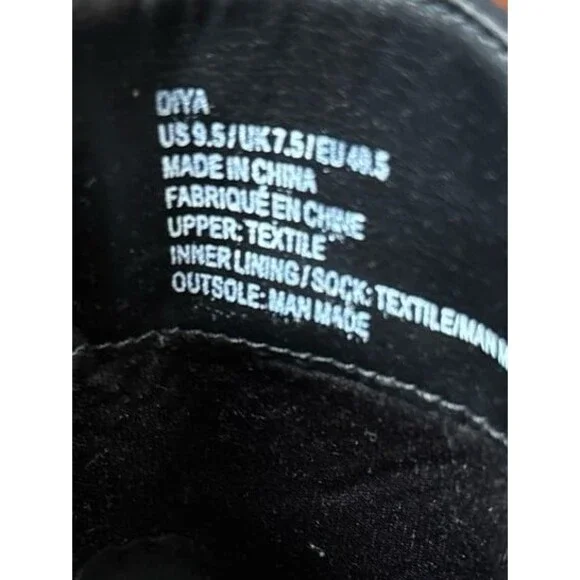 DIYA
US 9.5/UK 7.5/EU 40.5
MADE IN CHINA
FABRIQUÉ EN CHINE
UPPER: TEXTILE
INNER LINING/SOCK: TEXTILE/MAN M
OUTSOLE: MAN MADE